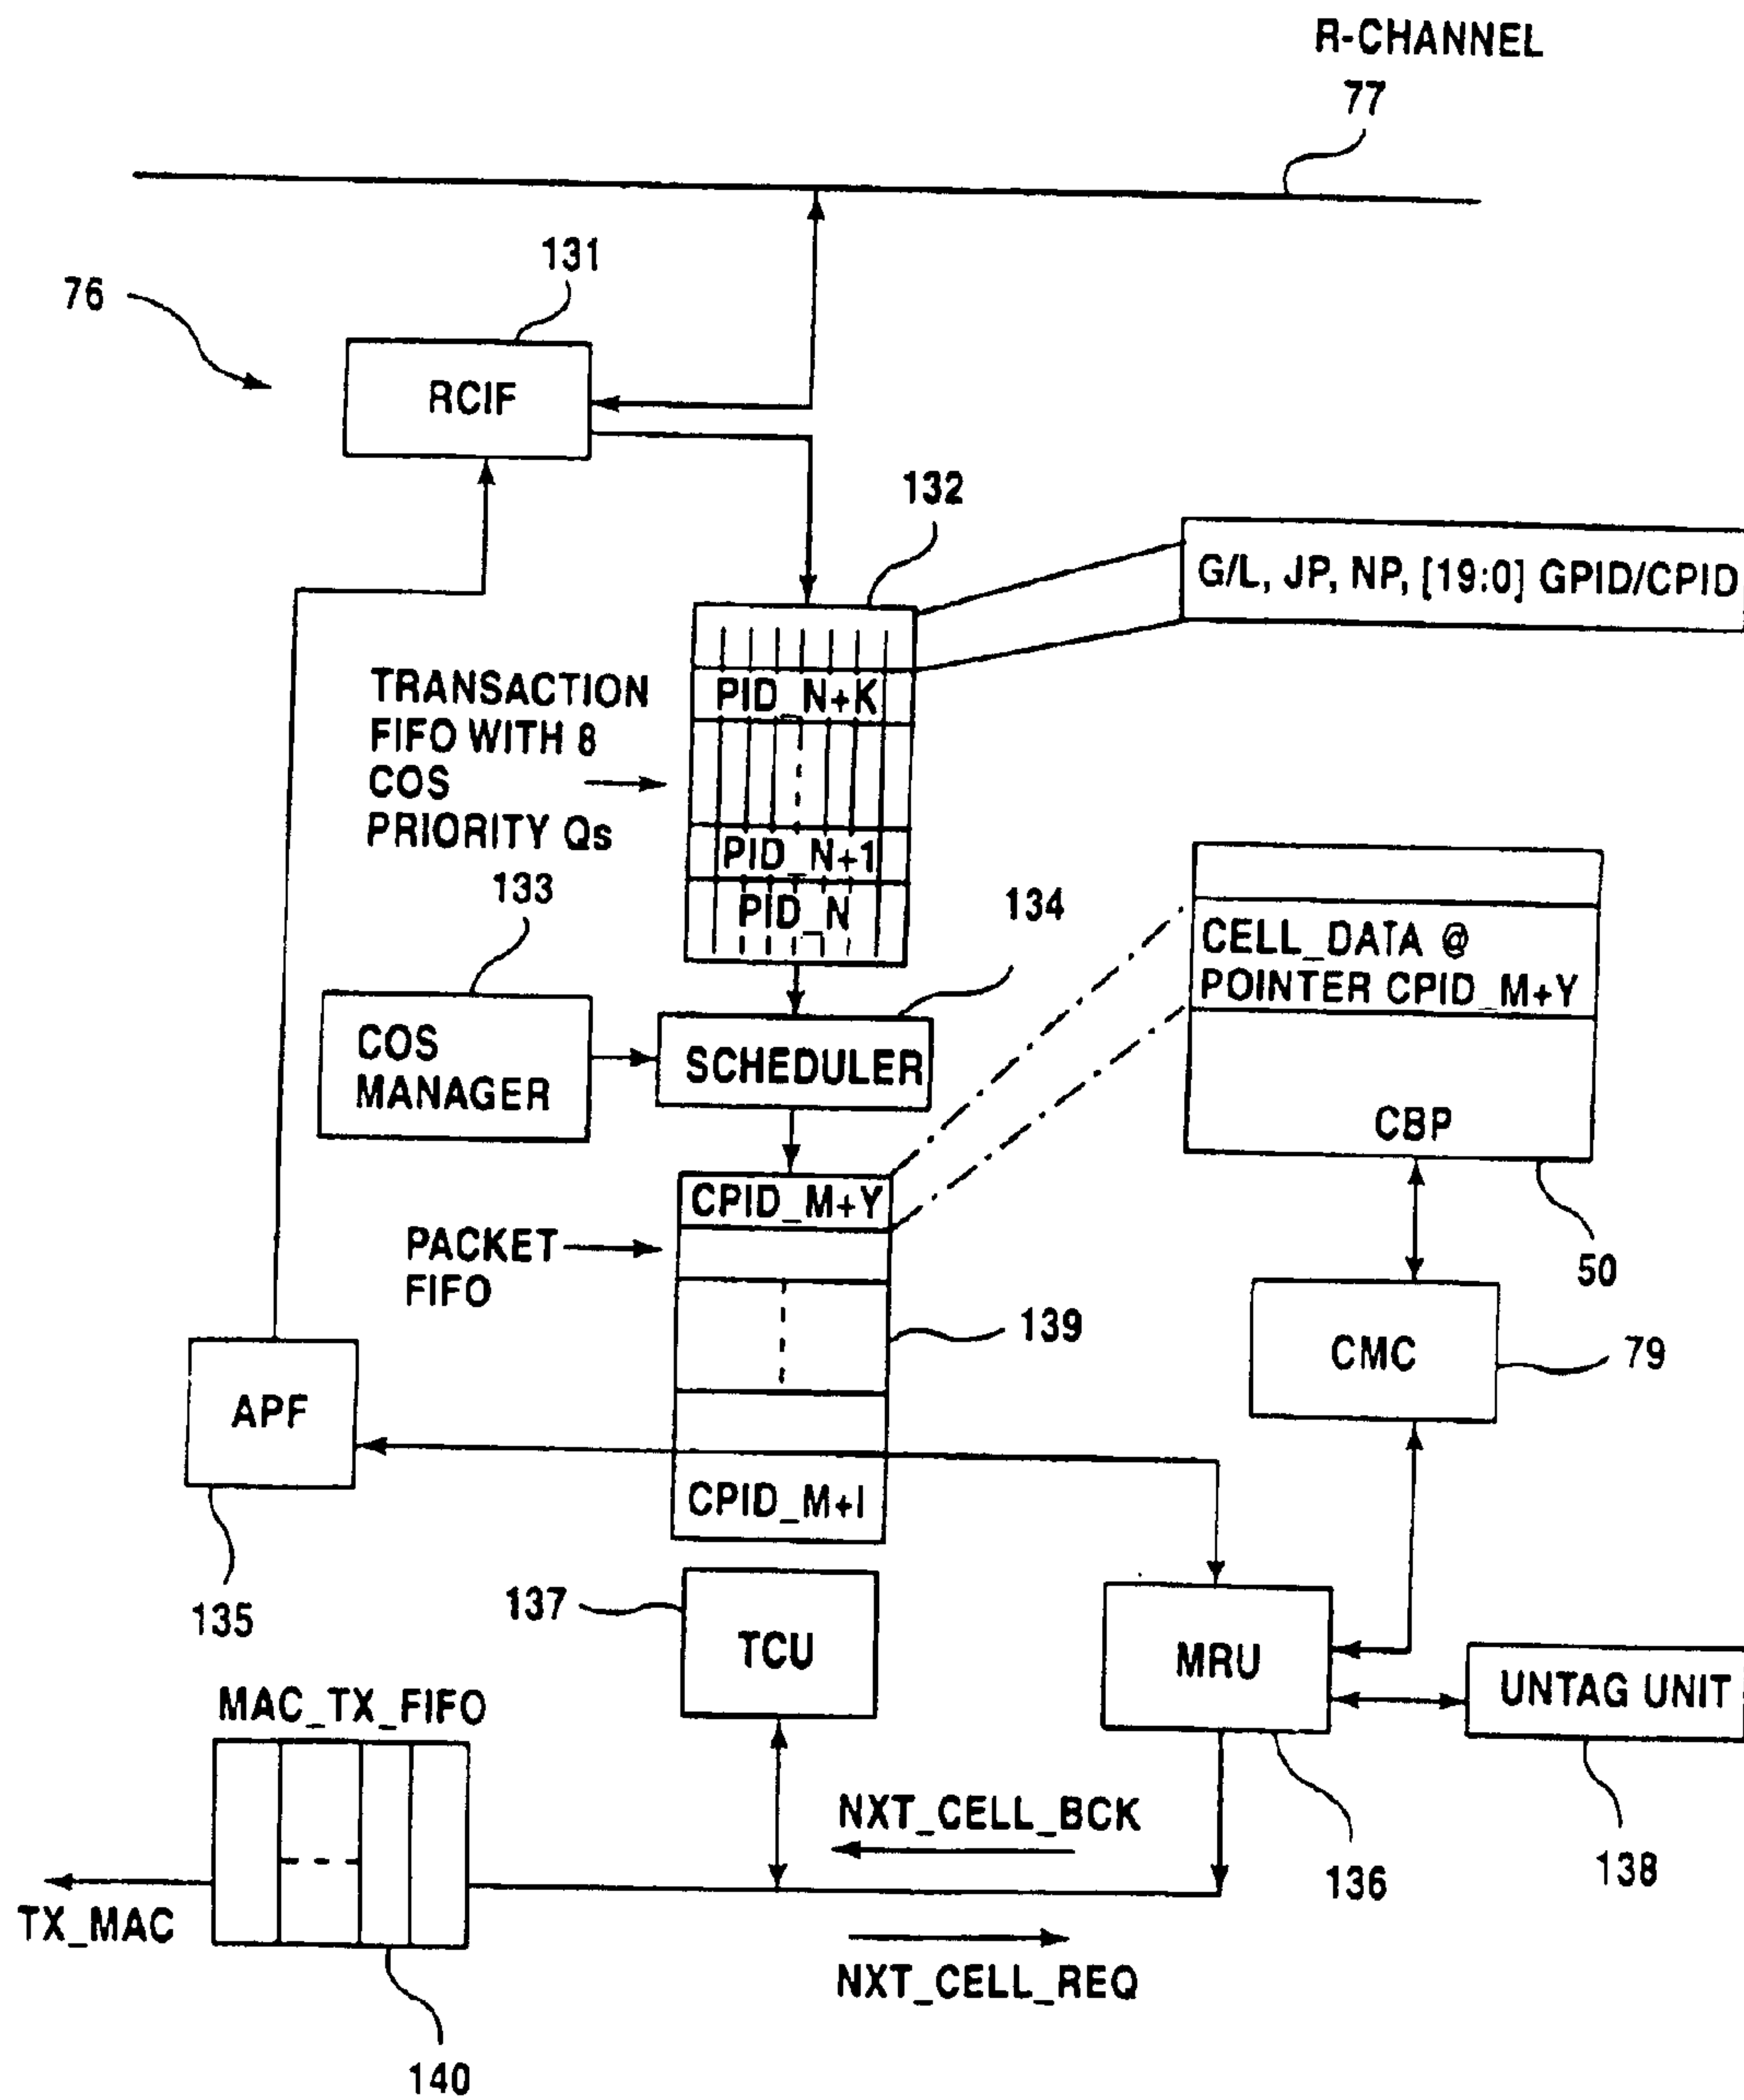 R-CHANNEL
77
131
76
RCIF
132
G/L, JP, NP, [19:0] GPID/CPID
TRANSACTION
FIFO WITH 8
COS
PRIORITY Qs
PID_N+K
PID_N+1
PID_N
133
134
COS
MANAGER
SCHEDULER
CELL_DATA @
POINTER CPID_M+Y
CBP
50
CPID_M+Y
PACKET
FIFO
139
CMC
79
APF
135
CPID_M+I
137
TCU
MRU
136
UNTAG UNIT
138
MAC_TX_FIFO
NXT_CELL_BCK
TX_MAC
NXT_CELL_REQ
140